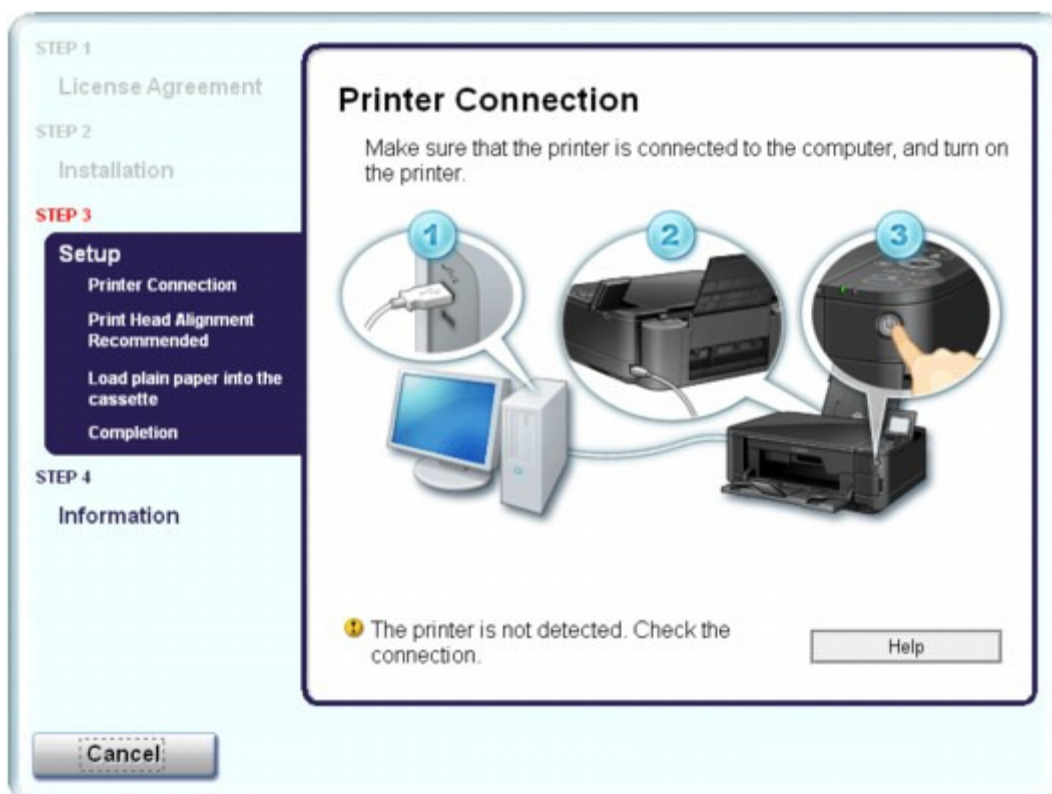 STEP 1
License Agreement
STEP 2
Installation
STEP 3
Setup
Printer Connection
Print Head Alignment
Recommended
Load plain paper into the
cassette
Completion
STEP 4
Information
Printer Connection
Make sure that the printer is connected to the computer, and turn on
the printer.
1
2
3
The printer is not detected. Check the
connection.
Help
Cancel